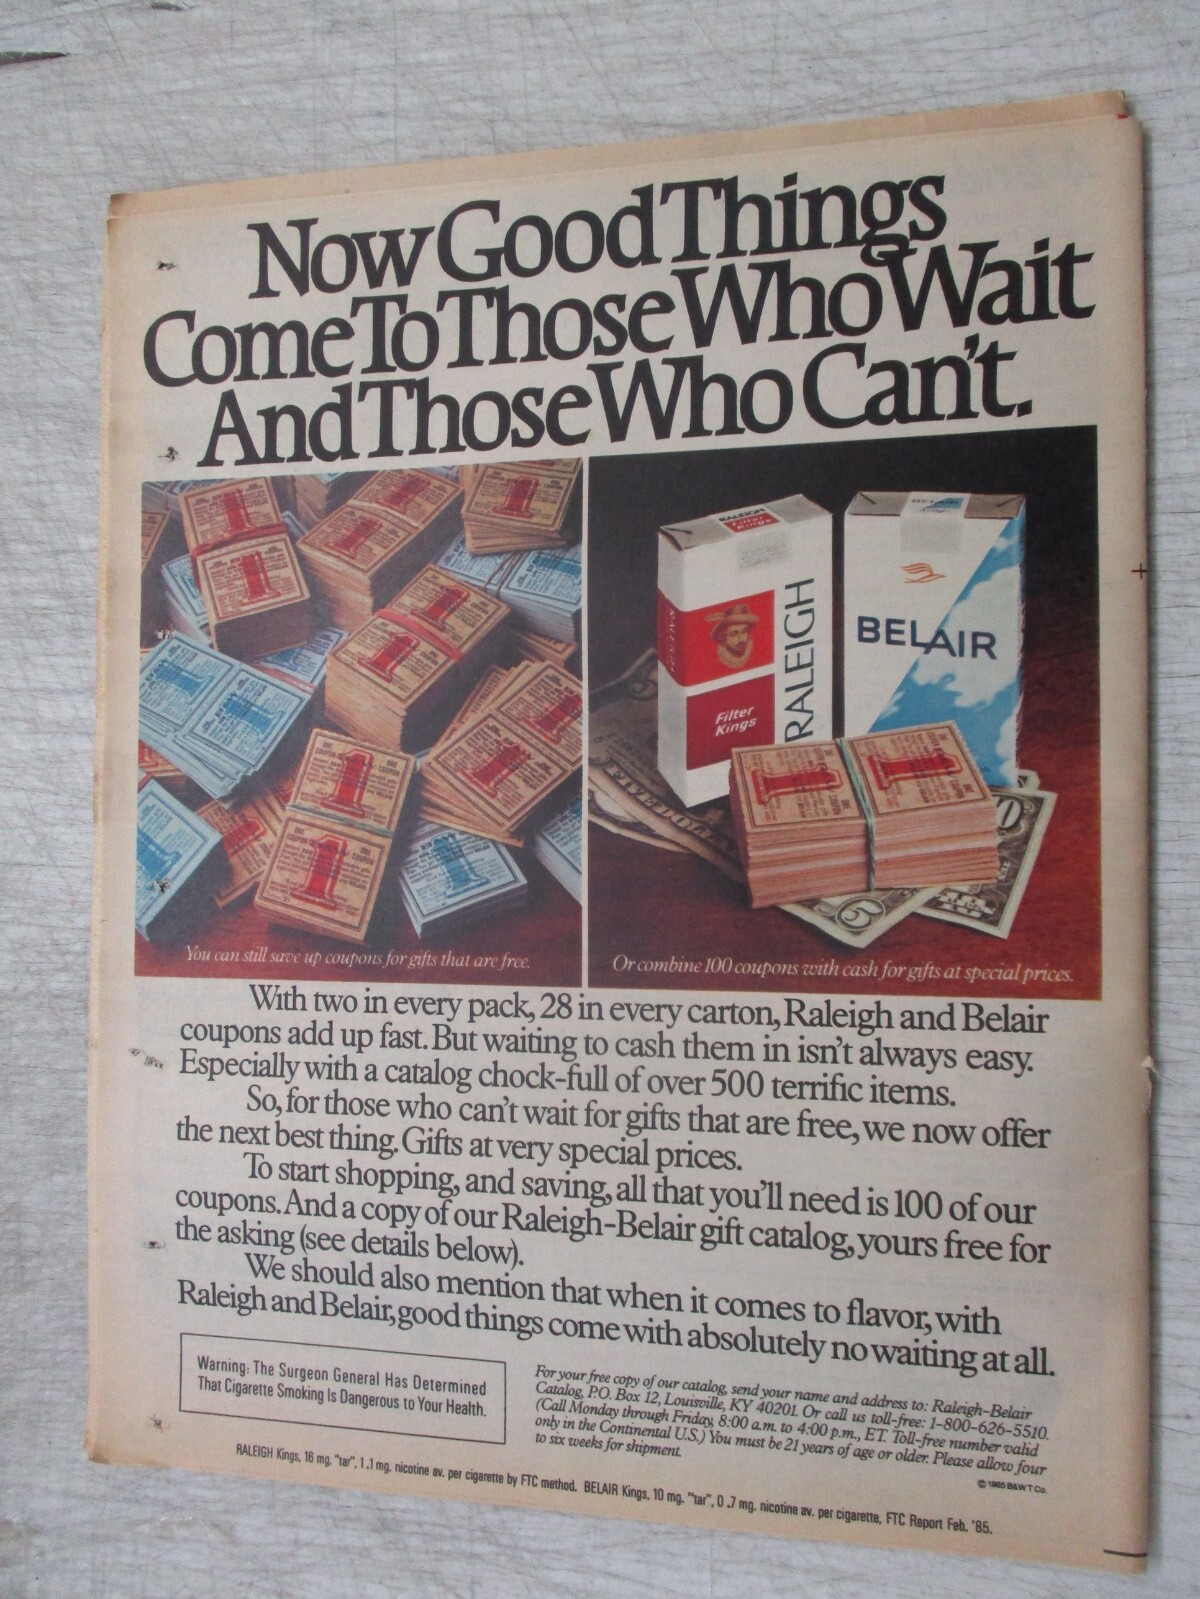 Now Good Things
Come To Those Who Wait
And Those Who Can't.
RALEIGH
Filter
Kings
RALEIGH
Filter
Kings
BELAIR
BELAIR
ONE
COUPON
1
You can still save up coupons for gifts that are free.
Or combine 100 coupons with cash for gifts at special prices.
With two in every pack, 28 in every carton, Raleigh and Belair
coupons add up fast. But waiting to cash them in isn't always easy.
Especially with a catalog chock-full of over 500 terrific items.
So, for those who can't wait for gifts that are free, we now offer
the next best thing. Gifts at very special prices.
To start shopping, and saving, all that you'll need is 100 of our
coupons. And a copy of our Raleigh-Belair gift catalog, yours free for
the asking (see details below).
We should also mention that when it comes to flavor, with
Raleigh and Belair, good things come with absolutely no waiting at all.
Warning: The Surgeon General Has Determined
That Cigarette Smoking Is Dangerous to Your Health.
For your free copy of our catalog, send your name and address to: Raleigh-Belair
Catalog, P.O. Box 12, Louisville, KY 40201. Or call us toll-free: 1-800-626-5510.
(Call Monday through Friday, 8:00 a.m. to 4:00 p.m., ET. Toll-free number valid
only in the Continental U.S.) You must be 21 years of age or older. Please allow four
to six weeks for shipment.
© 1985 B&W T Co.
RALEIGH Kings, 16 mg. "tar", 1.1 mg. nicotine av. per cigarette by FTC method. BELAIR Kings, 10 mg. "tar", 0.7 mg. nicotine av. per cigarette, FTC Report Feb. '85.